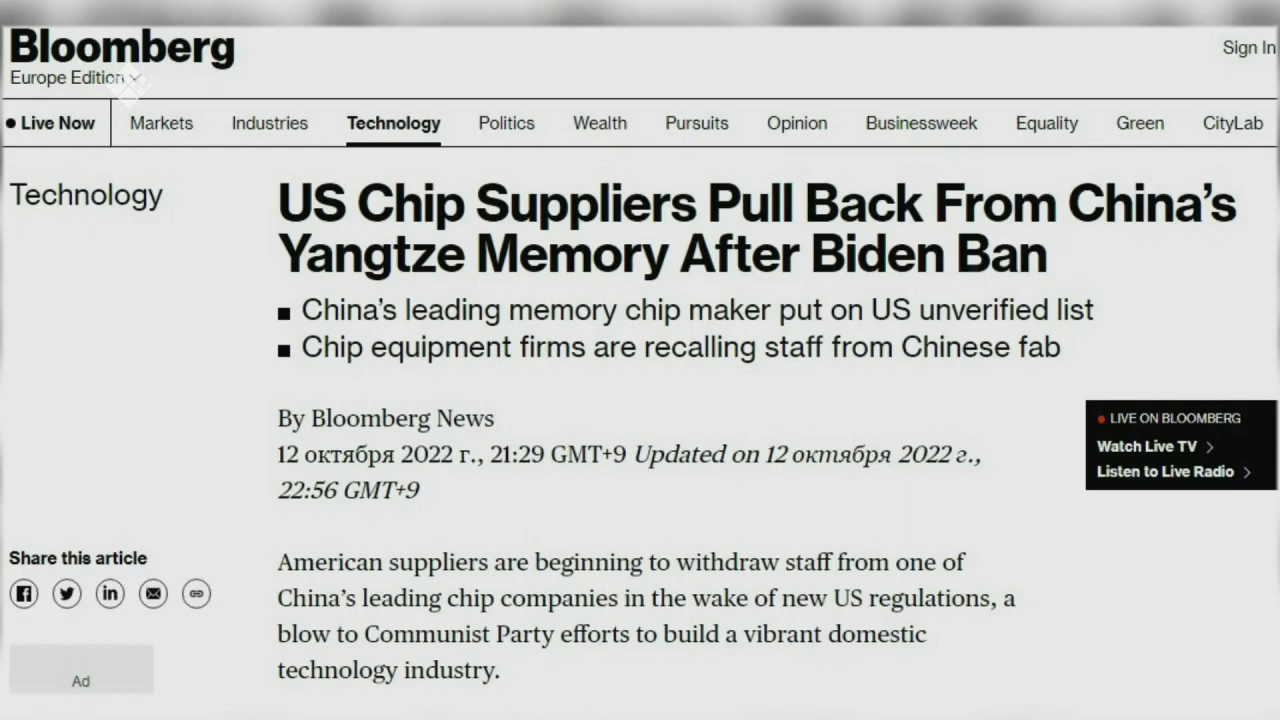 Bloomberg
Europe Edition
Sign In
Live Now Markets Industries Technology Politics Wealth Pursuits Opinion Businessweek Equality Green CityLab
Technology
US Chip Suppliers Pull Back From China’s
Yangtze Memory After Biden Ban
China’s leading memory chip maker put on US unverified list
Chip equipment firms are recalling staff from Chinese fab
By Bloomberg News
12 октября 2022 г., 21:29 GMT+9 Updated on 12 октября 2022 г.,
22:56 GMT+9
LIVE ON BLOOMBERG
Watch Live TV
Listen to Live Radio
Share this article
American suppliers are beginning to withdraw staff from one of
China’s leading chip companies in the wake of new US regulations, a
blow to Communist Party efforts to build a vibrant domestic
technology industry.
Ad